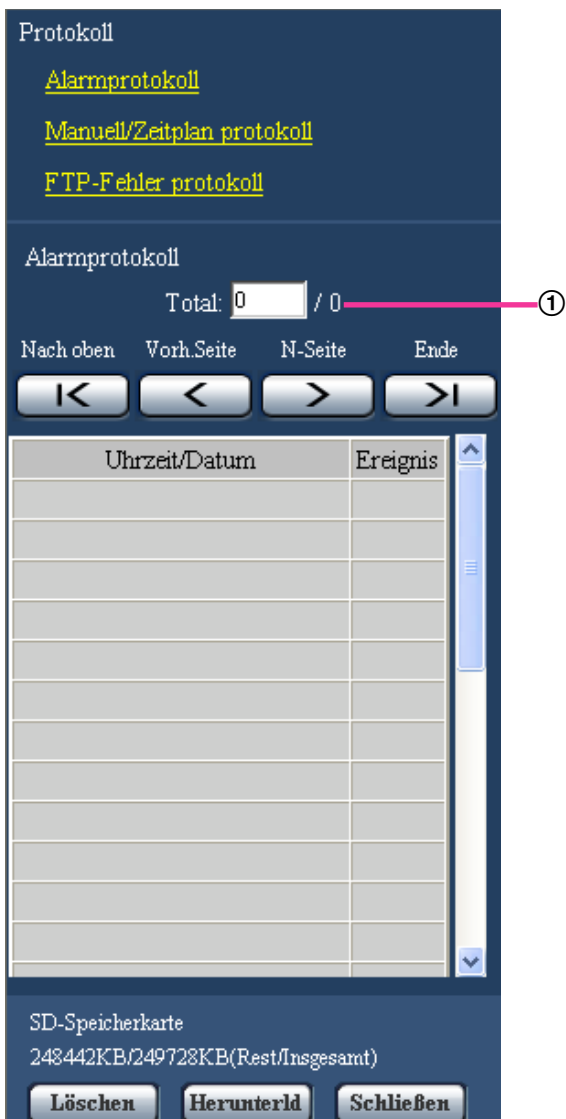 Protokoll
Alarmprotokoll
Manuell/Zeitplan protokoll
FTP-Fehler protokoll
Alarmprotokoll
Total: 0 / 0 ①
Nach oben Vorh.Seite N-Seite Ende
Uhrzeit/Datum Ereignis
SD-Speicherkarte
248442KB/249728KB(Rest/Insgesamt)
Löschen Herunterld Schließen